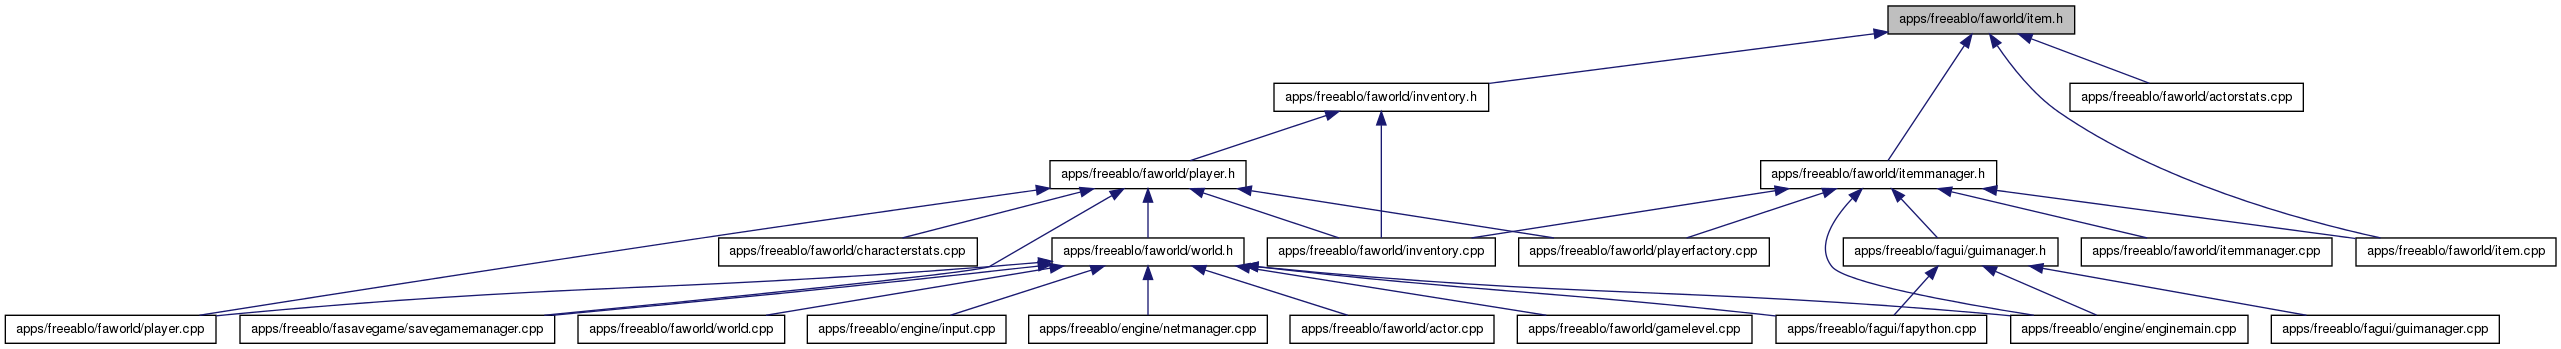 apps/freeablo/faworld/item.h
apps/freeablo/faworld/inventory.h
apps/freeablo/faworld/actorstats.cpp
apps/freeablo/faworld/player.h
apps/freeablo/faworld/itemmanager.h
apps/freeablo/faworld/characterstats.cpp
apps/freeablo/faworld/world.h
apps/freeablo/faworld/inventory.cpp
apps/freeablo/faworld/playerfactory.cpp
apps/freeablo/fagui/guimanager.h
apps/freeablo/faworld/itemmanager.cpp
apps/freeablo/faworld/item.cpp
apps/freeablo/faworld/player.cpp
apps/freeablo/fasavegame/savegamemanager.cpp
apps/freeablo/faworld/world.cpp
apps/freeablo/engine/input.cpp
apps/freeablo/engine/netmanager.cpp
apps/freeablo/faworld/actor.cpp
apps/freeablo/faworld/gamelevel.cpp
apps/freeablo/fagui/fapython.cpp
apps/freeablo/engine/enginemain.cpp
apps/freeablo/fagui/guimanager.cpp